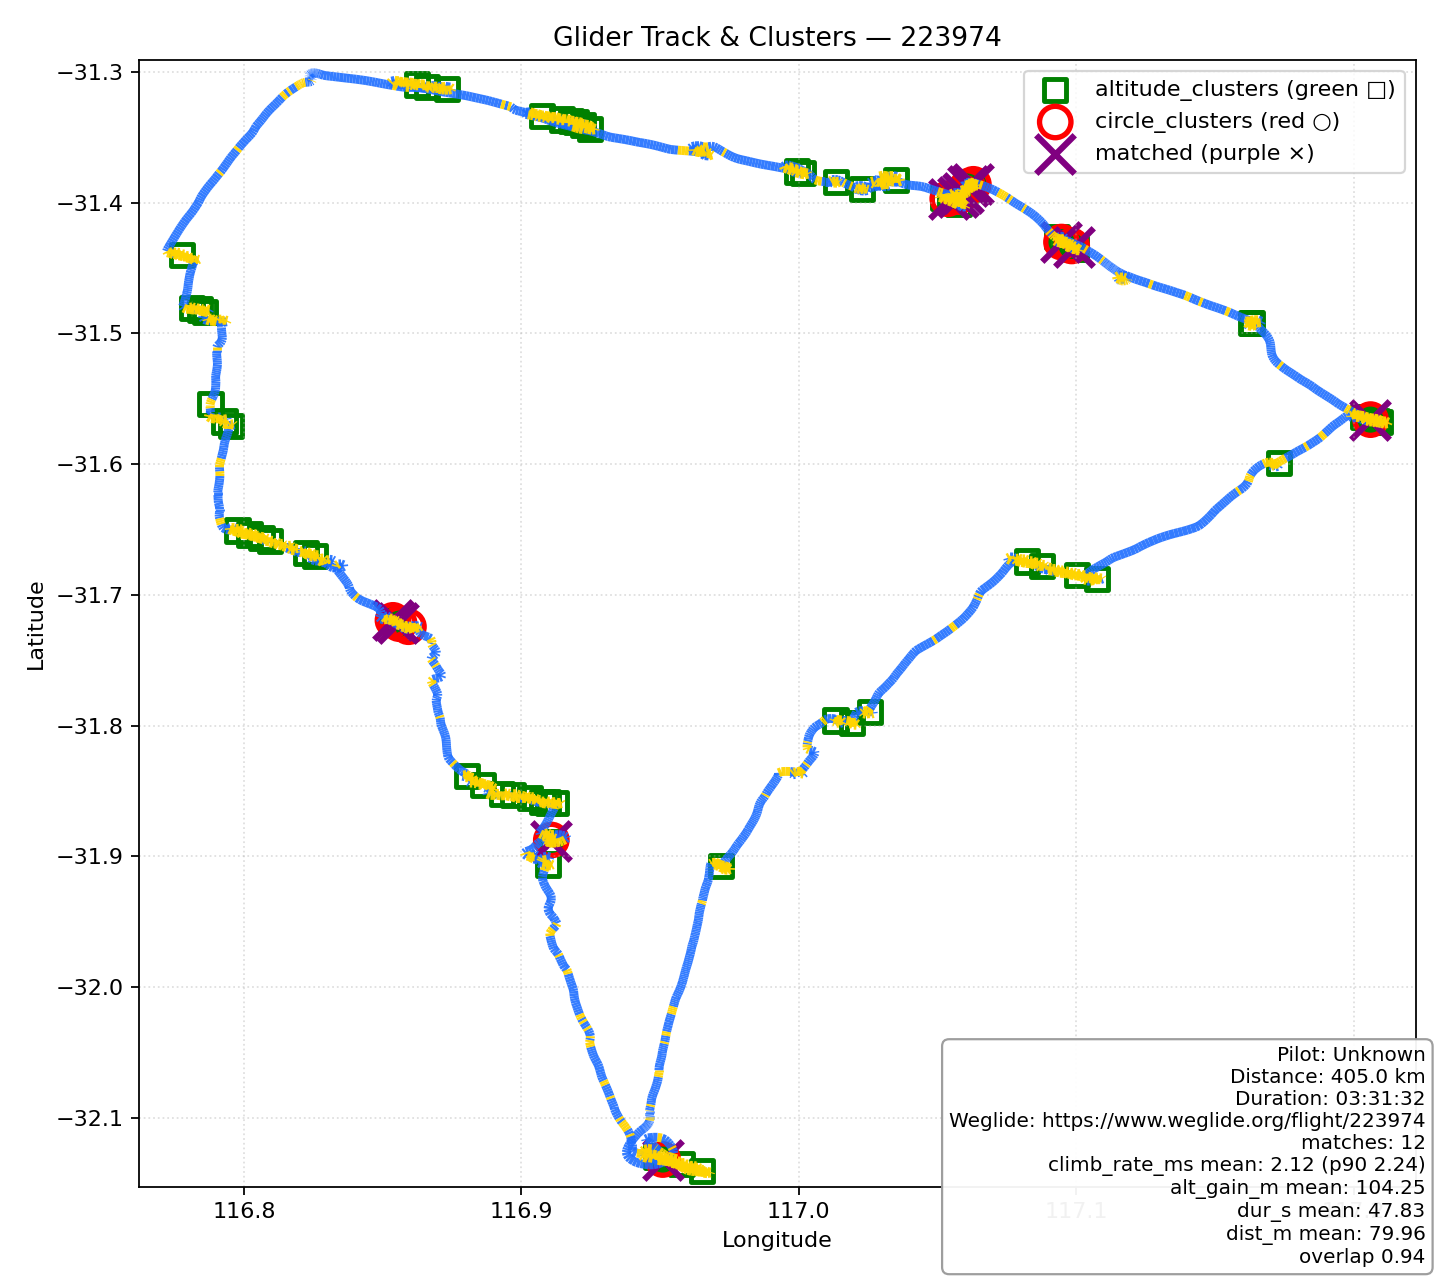 Glider Track & Clusters — 223974
altitude_clusters (green □)
circle_clusters (red ○)
matched (purple ×)
−31.3
−31.4
−31.5
−31.6
−31.7
−31.8
−31.9
−32.0
−32.1
Latitude
116.8
116.9
117.0
117.1
Longitude
Pilot: Unknown
Distance: 405.0 km
Duration: 03:31:32
Weglide: https://www.weglide.org/flight/223974
matches: 12
climb_rate_ms mean: 2.12 (p90 2.24)
alt_gain_m mean: 104.25
dur_s mean: 47.83
dist_m mean: 79.96
overlap 0.94